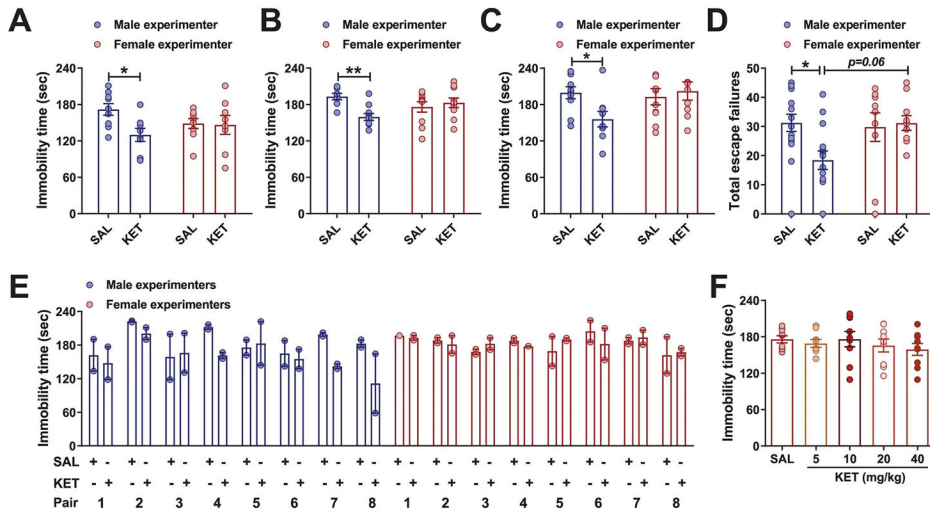 A
Male experimenter
Female experimenter
Immobility time (sec)
240
180
120
60
0
*
SAL
KET
SAL
KET
B
Male experimenter
Female experimenter
Immobility time (sec)
240
180
120
60
0
**
SAL
KET
SAL
KET
C
Male experimenter
Female experimenter
Immobility time (sec)
240
180
120
60
0
*
SAL
KET
SAL
KET
D
Male experimenter
Female experimenter
Total escape failures
50
40
30
20
10
0
*
p=0.06
SAL
KET
SAL
KET
E
Male experimenters
Female experimenters
Immobility time (sec)
240
180
120
60
0
SAL + - + - + - + - + - + - + - + - + - + - + - + - + - + - + - + -
KET - + - + - + - + - + - + - + - + - + - + - + - + - + - + - + - +
Pair 1 2 3 4 5 6 7 8 1 2 3 4 5 6 7 8
F
Immobility time (sec)
240
180
120
60
0
SAL 5 10 20 40
KET (mg/kg)